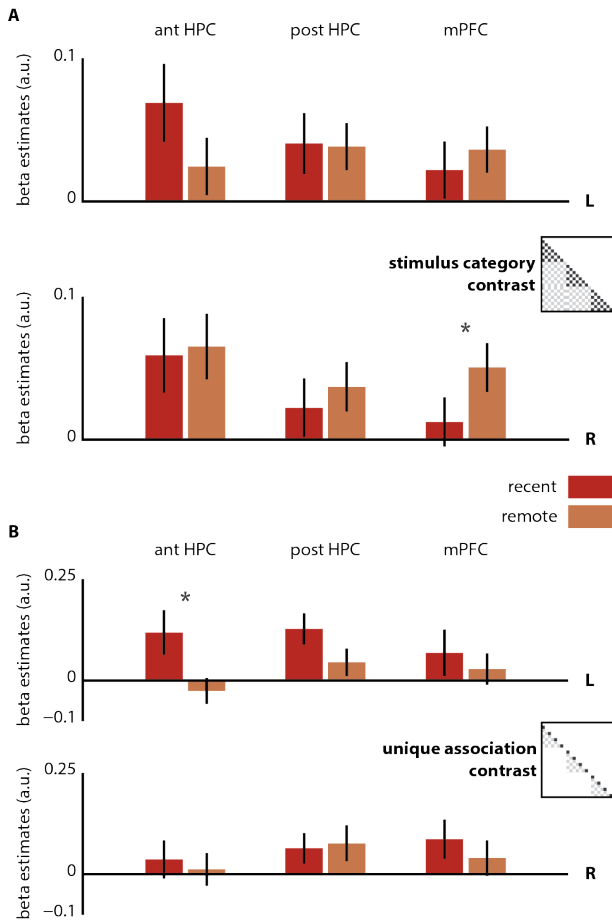 A
ant HPC post HPC mPFC
beta estimates (a.u.)
0.1
0
L
stimulus category
contrast
beta estimates (a.u.)
0.1
*
0
R
recent
remote
B
ant HPC post HPC mPFC
beta estimates (a.u.)
0.25
*
0
L
−0.1
unique association
contrast
beta estimates (a.u.)
0.25
0
R
−0.1